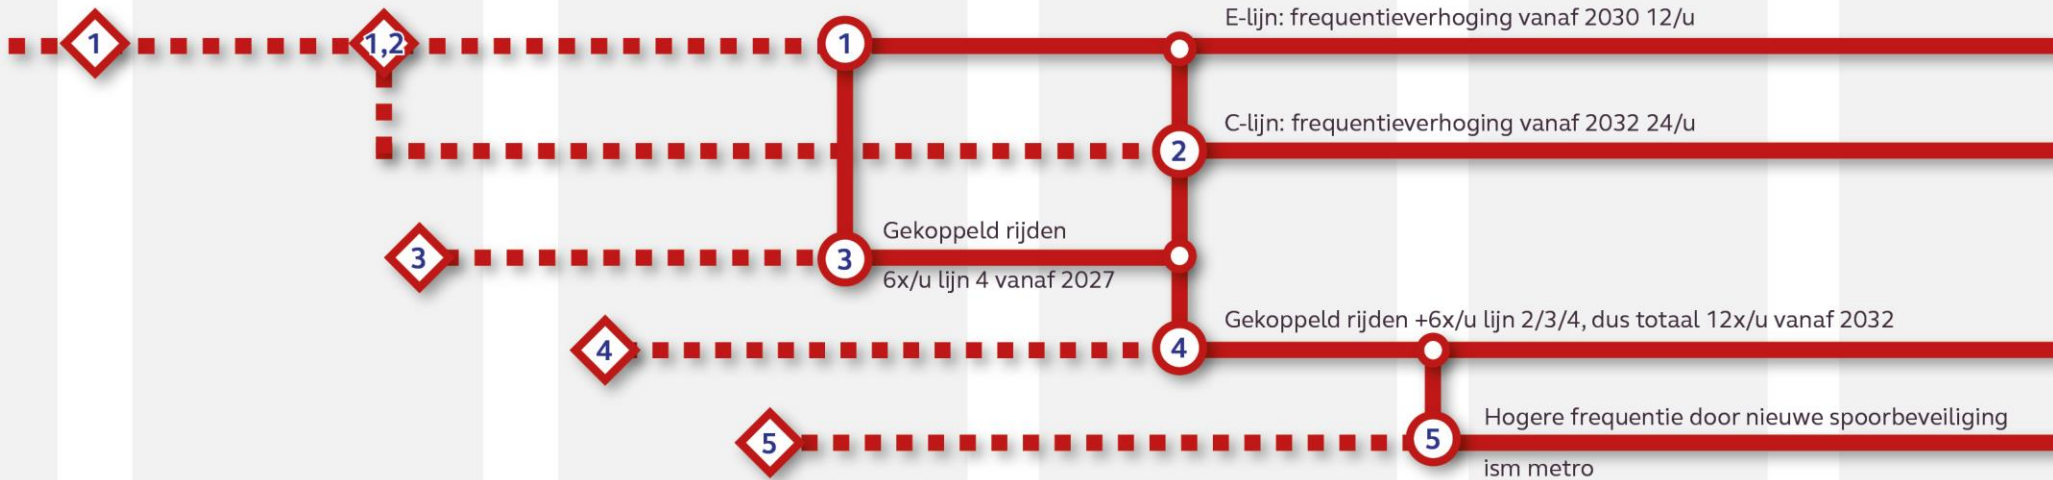 E-lijn: frequentieverhoging vanaf 2030 12/u
1
1,2
1
C-lijn: frequentieverhoging vanaf 2032 24/u
2
Gekoppeld rijden
3
3
6x/u lijn 4 vanaf 2027
Gekoppeld rijden +6x/u lijn 2/3/4, dus totaal 12x/u vanaf 2032
4
4
Hogere frequentie door nieuwe spoorbeveiliging
5
5
ism metro